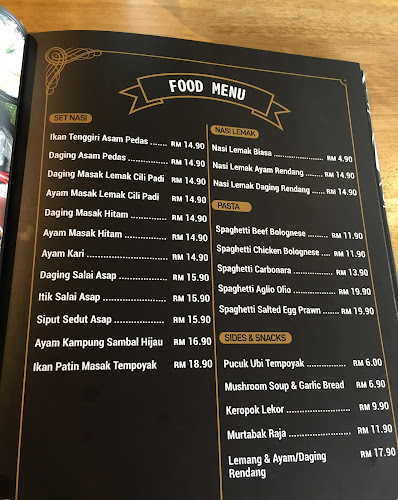 FOOD MENU
SET NASI
Ikan Tenggiri Asam Pedas ....... RM 14.90
Daging Asam Pedas ................. RM 14.90
Daging Masak Lemak Cili Padi RM 14.90
Ayam Masak Lemak Cili Padi RM 14.90
Daging Masak Hitam ............... RM 14.90
Ayam Masak Hitam ................. RM 14.90
Ayam Kari .............................. RM 14.90
Daging Salai Asap ................... RM 15.90
Itik Salai Asap ........................ RM 15.90
Siput Sedut Asap .................... RM 15.90
Ayam Kampung Sambal Hijau RM 16.90
Ikan Patin Masak Tempoyak RM 18.90
NASI LEMAK
Nasi Lemak Biasa .................... RM 4.90
Nasi Lemak Ayam Rendang ....... RM 14.90
Nasi Lemak Daging Rendang ..... RM 14.90
PASTA
Spaghetti Beef Bolognese ........ RM 11.90
Spaghetti Chicken Bolognese .... RM 11.90
Spaghetti Carbonara ............... RM 13.90
Spaghetti Aglio Ofio ................ RM 19.90
Spaghetti Salted Egg Prawn ..... RM 19.90
SIDES & SNACKS
Pucuk Ubi Tempoyak ................ RM 6.00
Mushroom Soup & Garlic Bread RM 6.90
Keropok Lekor ......................... RM 9.90
Murtabak Raja ......................... RM 11.90
Lemang & Ayam/Daging RM 17.90
Rendang